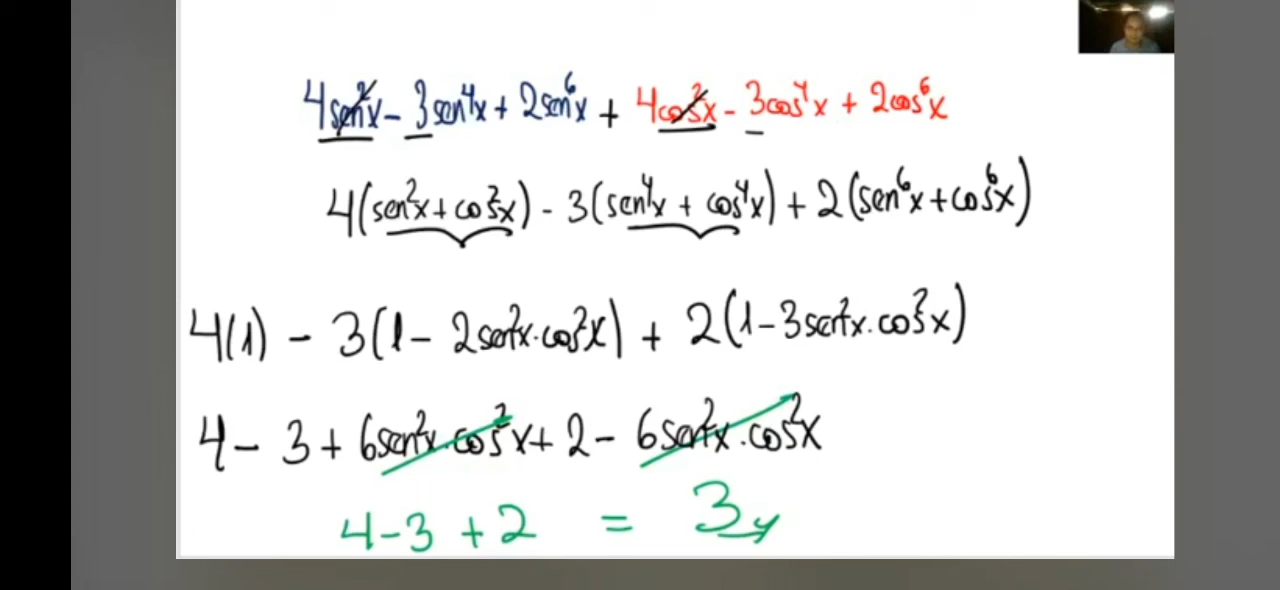 4sen²x - 3sen⁴x + 2sen⁶x + 4cos²x - 3cos⁴x + 2cos⁶x
4(sen²x + cos²x) - 3(sen⁴x + cos⁴x) + 2(sen⁶x + cos⁶x)
4(1) - 3(1 - 2sen²x·cos²x) + 2(1 - 3sen²x·cos²x)
4 - 3 + 6sen²x·cos²x + 2 - 6sen²x·cos²x
4 - 3 + 2 = 3